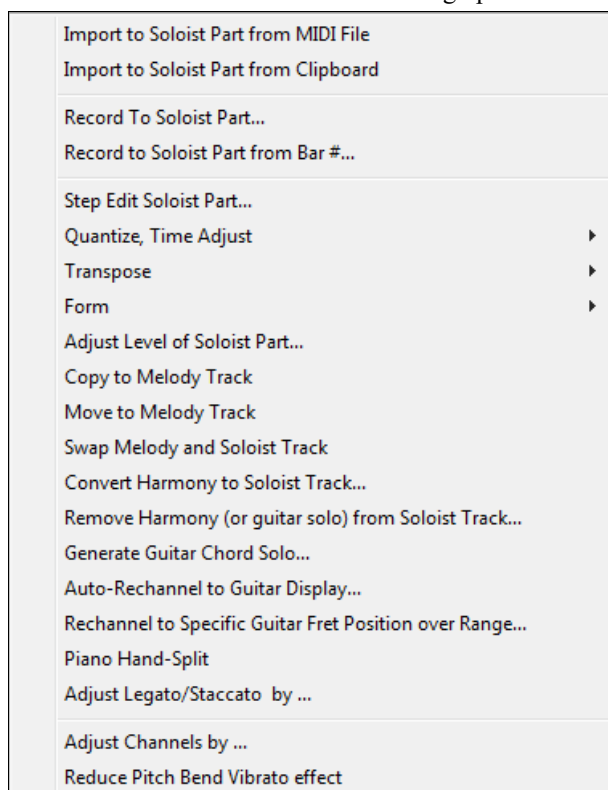 Import to Soloist Part from MIDI File
Import to Soloist Part from Clipboard
Record To Soloist Part...
Record to Soloist Part from Bar #...
Step Edit Soloist Part...
Quantize, Time Adjust
Transpose
Form
Adjust Level of Soloist Part...
Copy to Melody Track
Move to Melody Track
Swap Melody and Soloist Track
Convert Harmony to Soloist Track...
Remove Harmony (or guitar solo) from Soloist Track...
Generate Guitar Chord Solo...
Auto-Rechannel to Guitar Display...
Rechannel to Specific Guitar Fret Position over Range...
Piano Hand-Split
Adjust Legato/Staccato  by ...
Adjust Channels by ...
Reduce Pitch Bend Vibrato effect